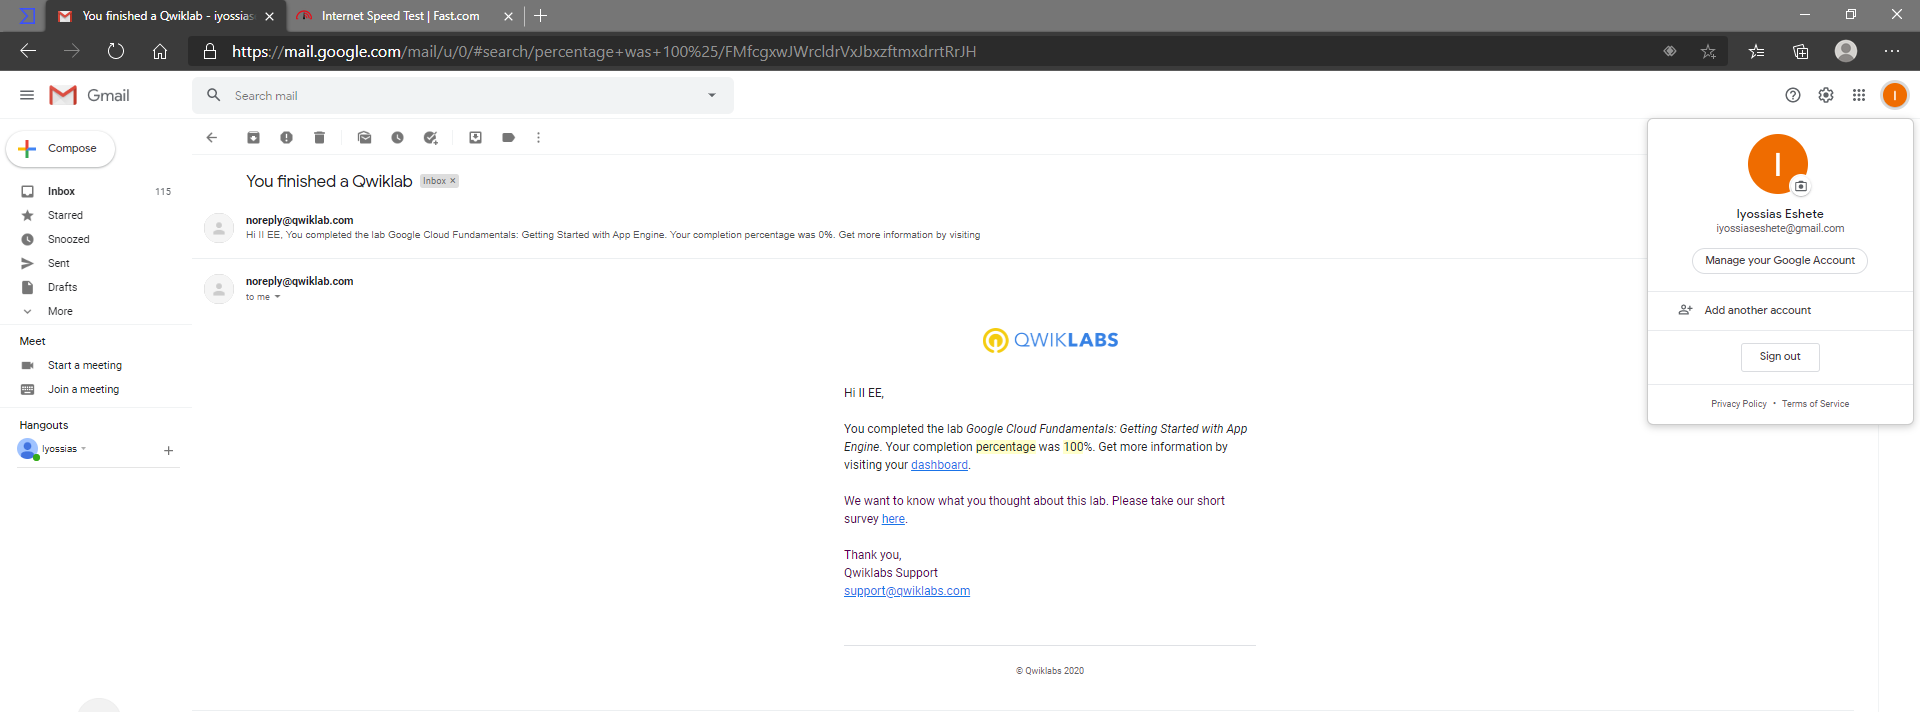 You finished a Qwiklab - iyossias
Internet Speed Test | Fast.com
https://mail.google.com/mail/u/0/#search/percentage+was+100%25/FMfcgxwJWrcldrVxJbxzftmxdrrtRrJH
Gmail
Search mail
I
Compose
Inbox 115
Starred
Snoozed
Sent
Drafts
More
Meet
Start a meeting
Join a meeting
Hangouts
Iyossias
You finished a Qwiklab Inbox
noreply@qwiklab.com
Hi II EE, You completed the lab Google Cloud Fundamentals: Getting Started with App Engine. Your completion percentage was 0%. Get more information by visiting
noreply@qwiklab.com
to me
QWIKLABS
Hi II EE,
You completed the lab Google Cloud Fundamentals: Getting Started with App
Engine. Your completion percentage was 100%. Get more information by
visiting your dashboard.
We want to know what you thought about this lab. Please take our short
survey here.
Thank you,
Qwiklabs Support
support@qwiklabs.com
© Qwiklabs 2020
I
Iyossias Eshete
iyossiaseshete@gmail.com
Manage your Google Account
Add another account
Sign out
Privacy Policy • Terms of Service